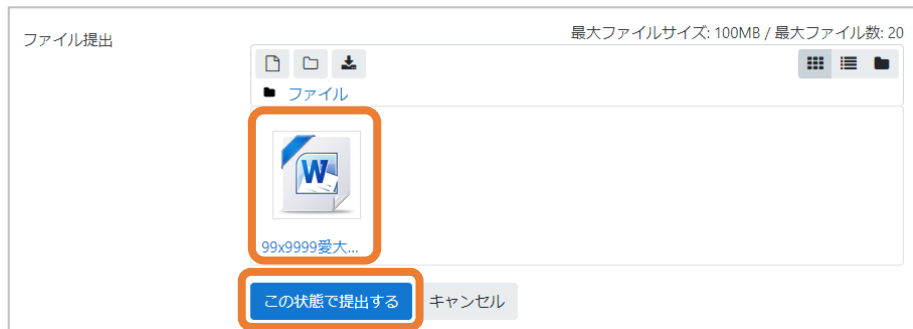 ファイル提出
最大ファイルサイズ: 100MB / 最大ファイル数: 20
ファイル
W
99x9999愛大...
この状態で提出する
キャンセル